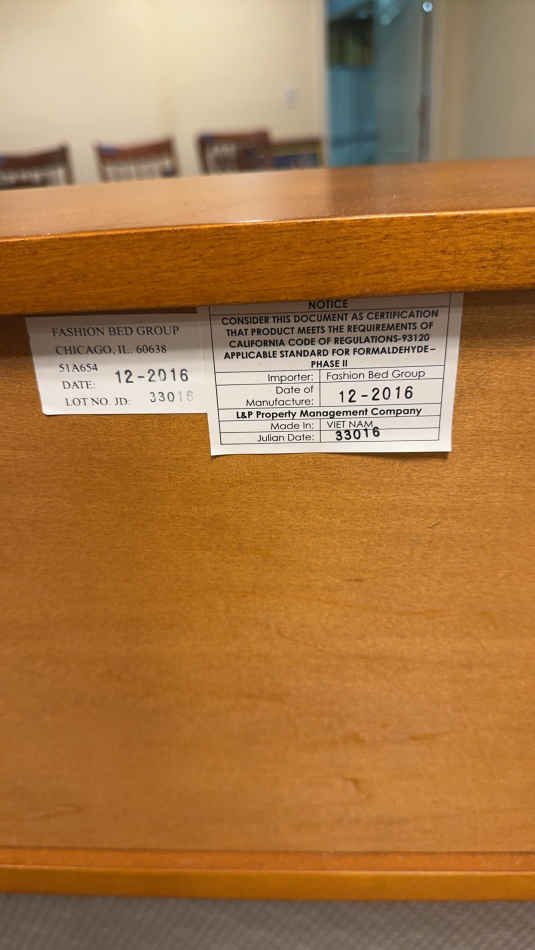 FASHION BED GROUP
CHICAGO, IL. 60638
51A654
DATE: 12-2016
LOT NO. JD: 33016
NOTICE
CONSIDER THIS DOCUMENT AS CERTIFICATION
THAT PRODUCT MEETS THE REQUIREMENTS OF
CALIFORNIA CODE OF REGULATIONS-93120
APPLICABLE STANDARD FOR FORMALDEHYDE–
PHASE II
Importer: Fashion Bed Group
Date of
Manufacture: 12-2016
L&P Property Management Company
Made In: VIET NAM
Julian Date: 33016